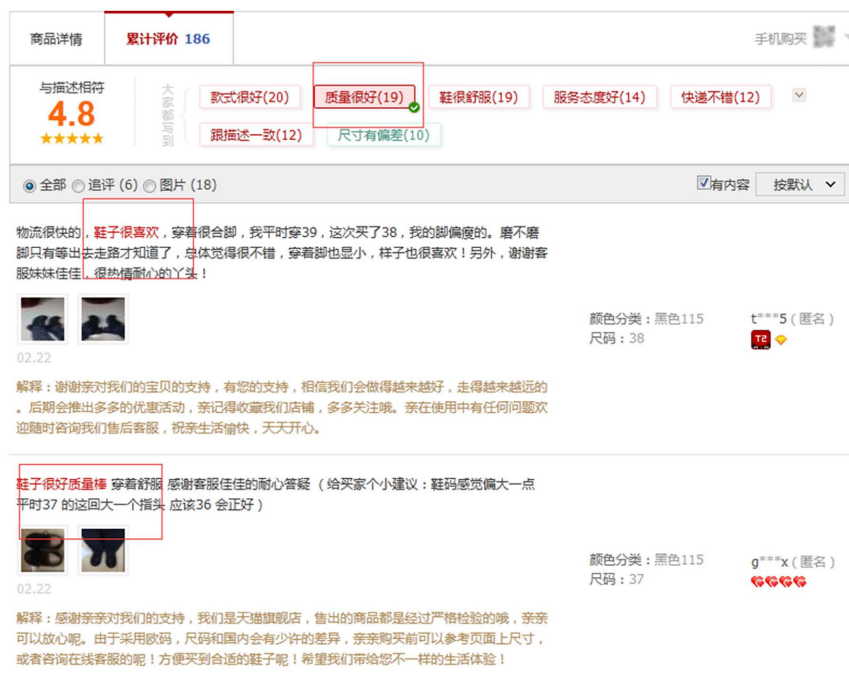 商品详情
累计评价 186
手机购买
与描述相符
4.8
大家都写到
款式很好(20)
质量很好(19)
鞋很舒服(19)
服务态度好(14)
快递不错(12)
跟描述一致(12)
尺寸有偏差(10)
全部 追评 (6) 图片 (18)
有内容
按默认
物流很快的，鞋子很喜欢，穿着很合脚，我平时穿39，这次买了38，我的脚偏瘦的。磨不磨
脚只有等出去走路才知道了，总体觉得很不错，穿着脚也显小，样子也很喜欢！另外，谢谢客
服妹妹佳佳，很热情耐心的丫头！
颜色分类：黑色115
尺码：38
t***5（匿名）
T2
02.22
解释：谢谢亲对我们的宝贝的支持，有您的支持，相信我们会做得越来越好，走得越来越远的
。后期会推出多多的优惠活动，亲记得收藏我们店铺，多多关注哦。亲在使用中有任何问题欢
迎随时咨询我们售后客服，祝亲生活愉快，天天开心。
鞋子很好质量棒 穿着舒服 感谢客服佳佳的耐心答疑（给买家个小建议：鞋码感觉偏大一点
平时37 的这回大一个指头 应该36 会正好）
颜色分类：黑色115
尺码：37
g***x（匿名）
02.22
解释：感谢亲亲对我们的支持，我们是天猫旗舰店，售出的商品都是经过严格检验的哦，亲亲
可以放心呢。由于采用欧码，尺码和国内会有少许的差异，亲亲购买前可以参考页面上尺寸，
或者咨询在线客服的呢！方便买到合适的鞋子呢！希望我们带给您不一样的生活体验！